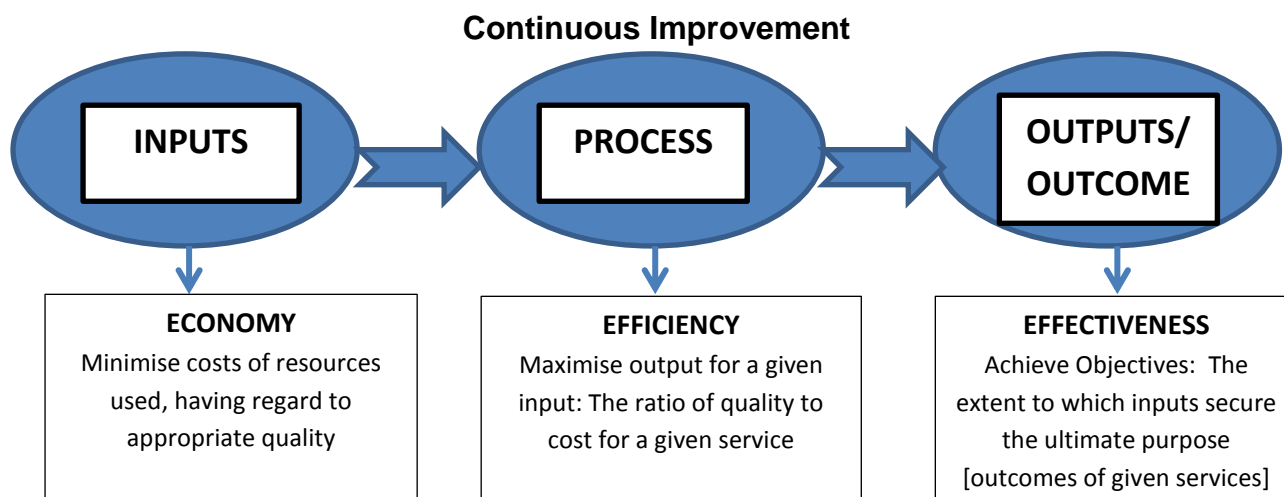 Continuous Improvement
INPUTS
PROCESS
OUTPUTS/
OUTCOME
ECONOMY
Minimise costs of resources
used, having regard to
appropriate quality
EFFICIENCY
Maximise output for a given
input: The ratio of quality to
cost for a given service
EFFECTIVENESS
Achieve Objectives:  The
extent to which inputs secure
the ultimate purpose
[outcomes of given services]